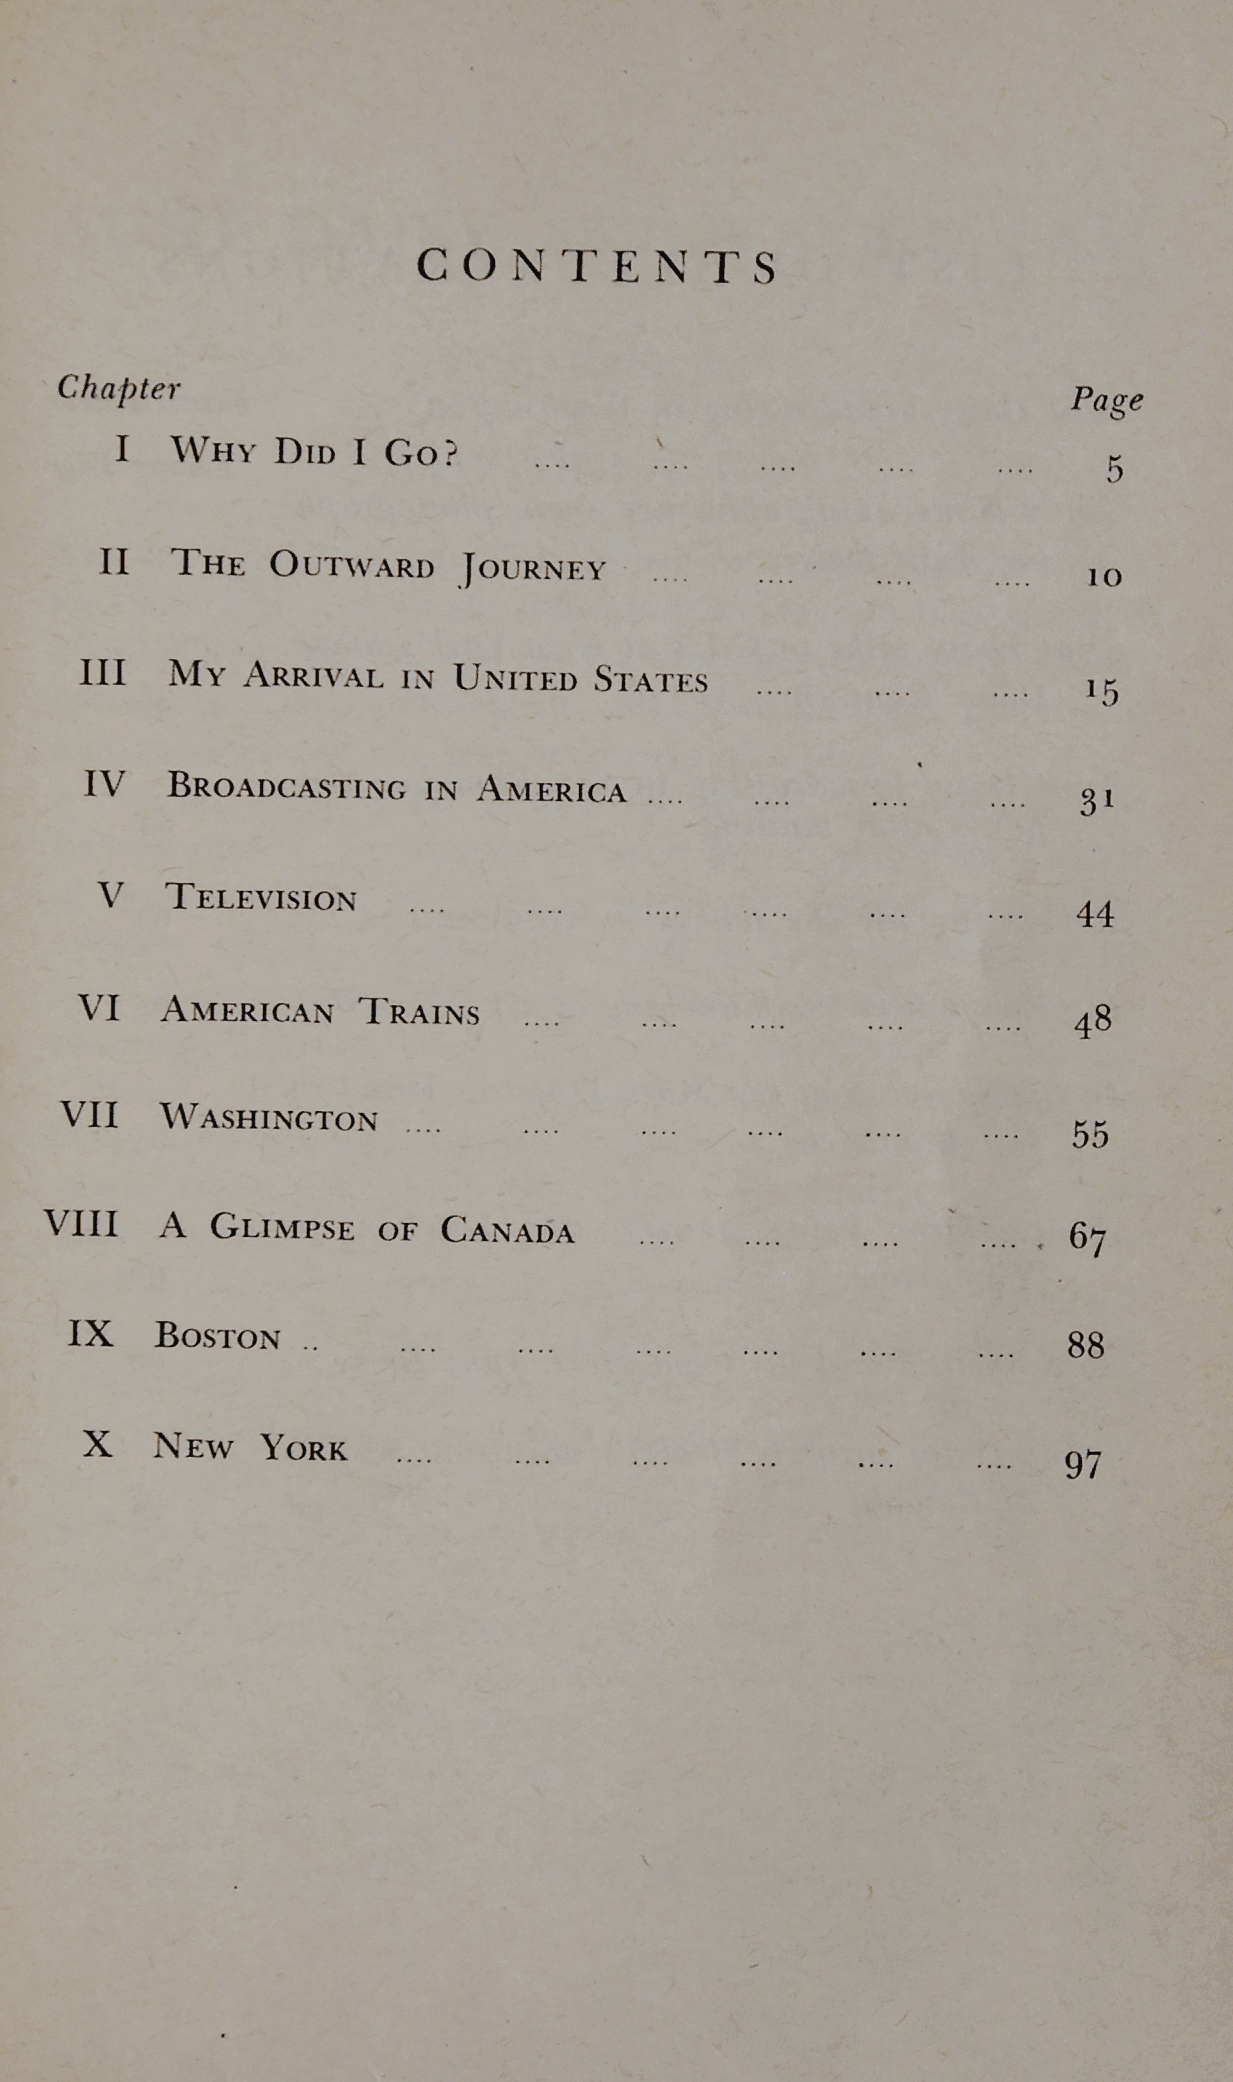 CONTENTS
Chapter Page
I Why Did I Go? .... .... .... .... .... 5
II The Outward Journey .... .... .... .... 10
III My Arrival in United States .... .... .... 15
IV Broadcasting in America .... .... .... .... 31
V Television .... .... .... .... .... .... 44
VI American Trains .... .... .... .... .... 48
VII Washington .... .... .... .... .... .... 55
VIII A Glimpse of Canada .... .... .... .... 67
IX Boston .. .... .... .... .... .... .... 88
X New York .... .... .... .... .... .... 97